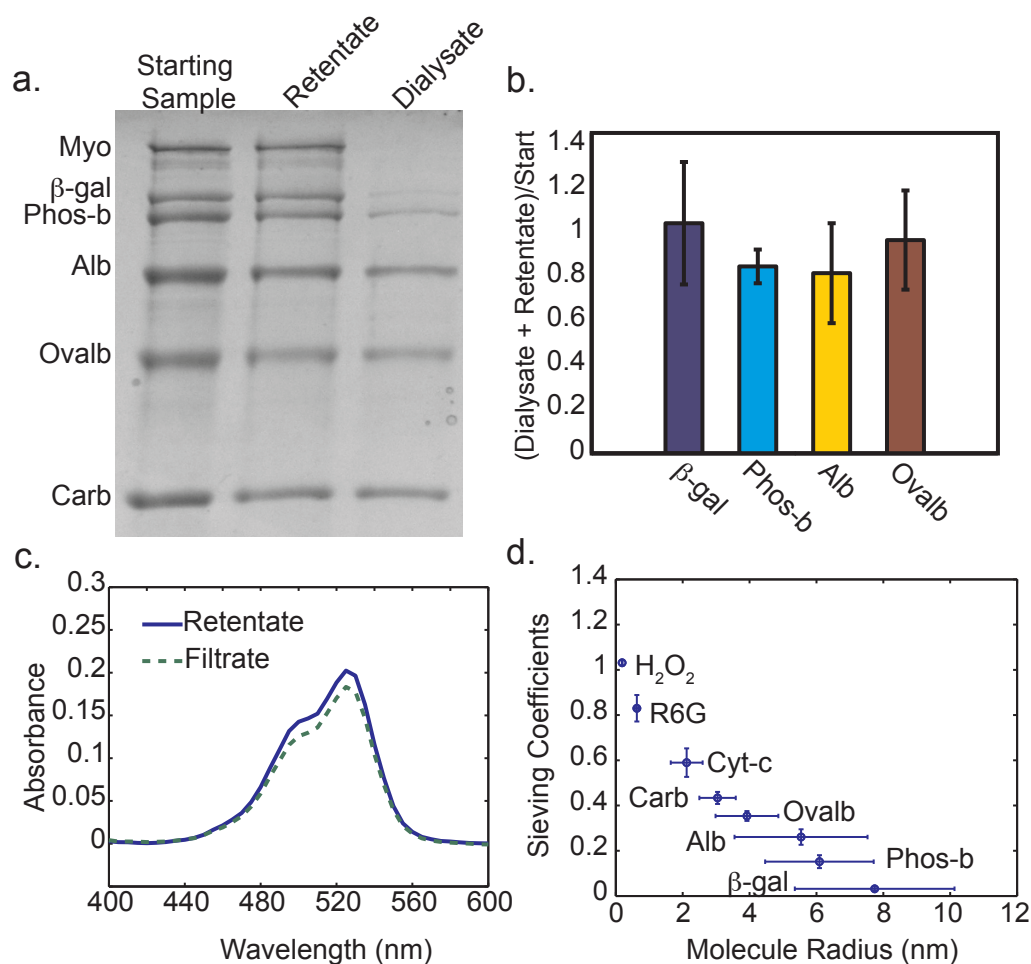 a.
Starting
Sample
Retentate
Dialysate
Myo
β-gal
Phos-b
Alb
Ovalb
Carb
b.
(Dialysate + Retentate)/Start
1.4
1.2
1
0.8
0.6
0.4
0.2
0
β-gal
Phos-b
Alb
Ovalb
c.
Absorbance
0.3
0.25
0.2
0.15
0.1
0.05
0
Retentate
Filtrate
400 440 480 520 560 600
Wavelength (nm)
d.
Sieving Coefficients
1.4
1.2
1
0.8
0.6
0.4
0.2
0
H₂O₂
R6G
Cyt-c
Carb
Ovalb
Alb
Phos-b
β-gal
0 2 4 6 8 10 12
Molecule Radius (nm)